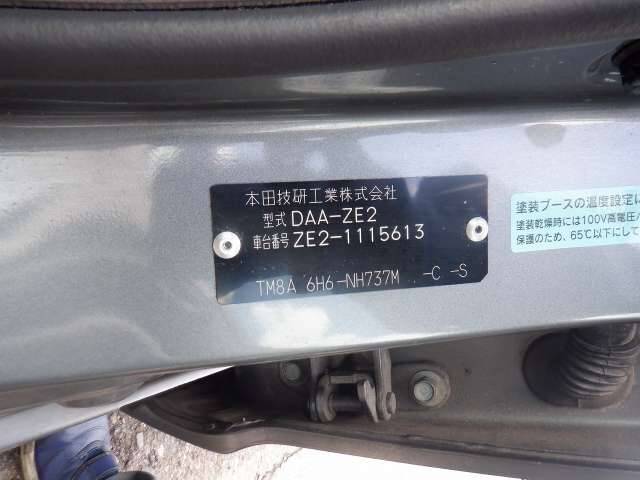 本田技研工業株式会社
型式 DAA-ZE2
車台番号 ZE2-1115613
TM8A 6H6-NH737M -C -S
塗装ブースの温度設定に
塗装乾燥時には100V高電圧
保護のため、65℃以下にして